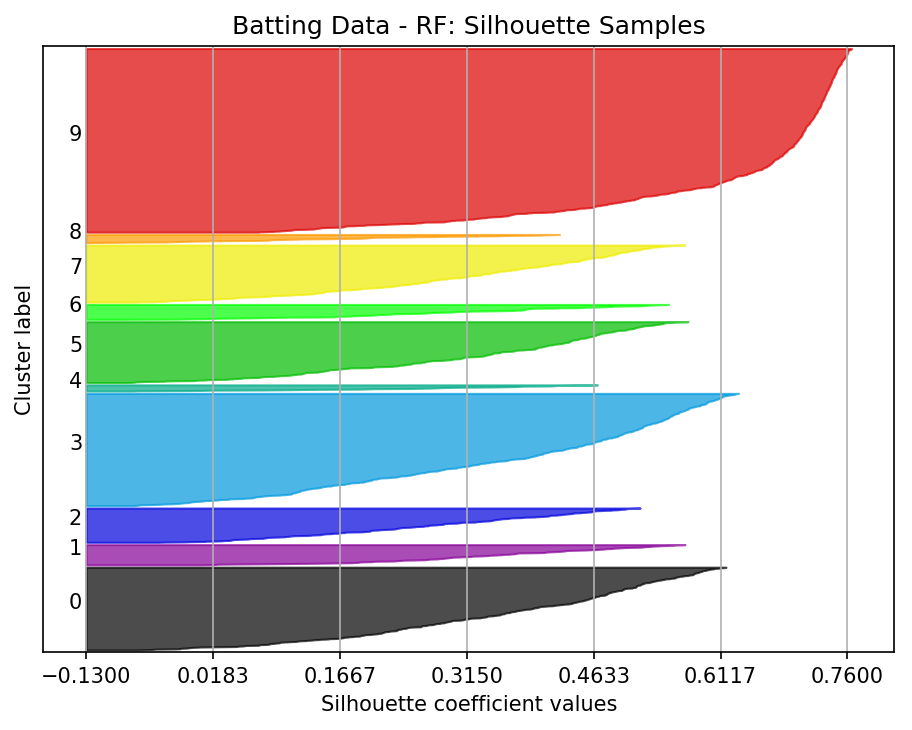 Batting Data - RF: Silhouette Samples
Cluster label
9
8
7
6
5
4
3
2
1
0
−0.1300 0.0183 0.1667 0.3150 0.4633 0.6117 0.7600
Silhouette coefficient values